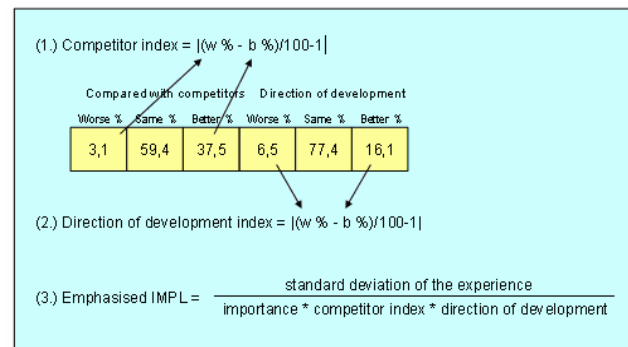 (1.) Competitor index = |(w % - b %)/100-1|
Compared with competitors Direction of development
Worse % Same % Better % Worse % Same % Better %
3,1 59,4 37,5 6,5 77,4 16,1
(2.) Direction of development index = |(w % - b %)/100-1|
standard deviation of the experience
(3.) Emphasised IMPL =
importance * competitor index * direction of development